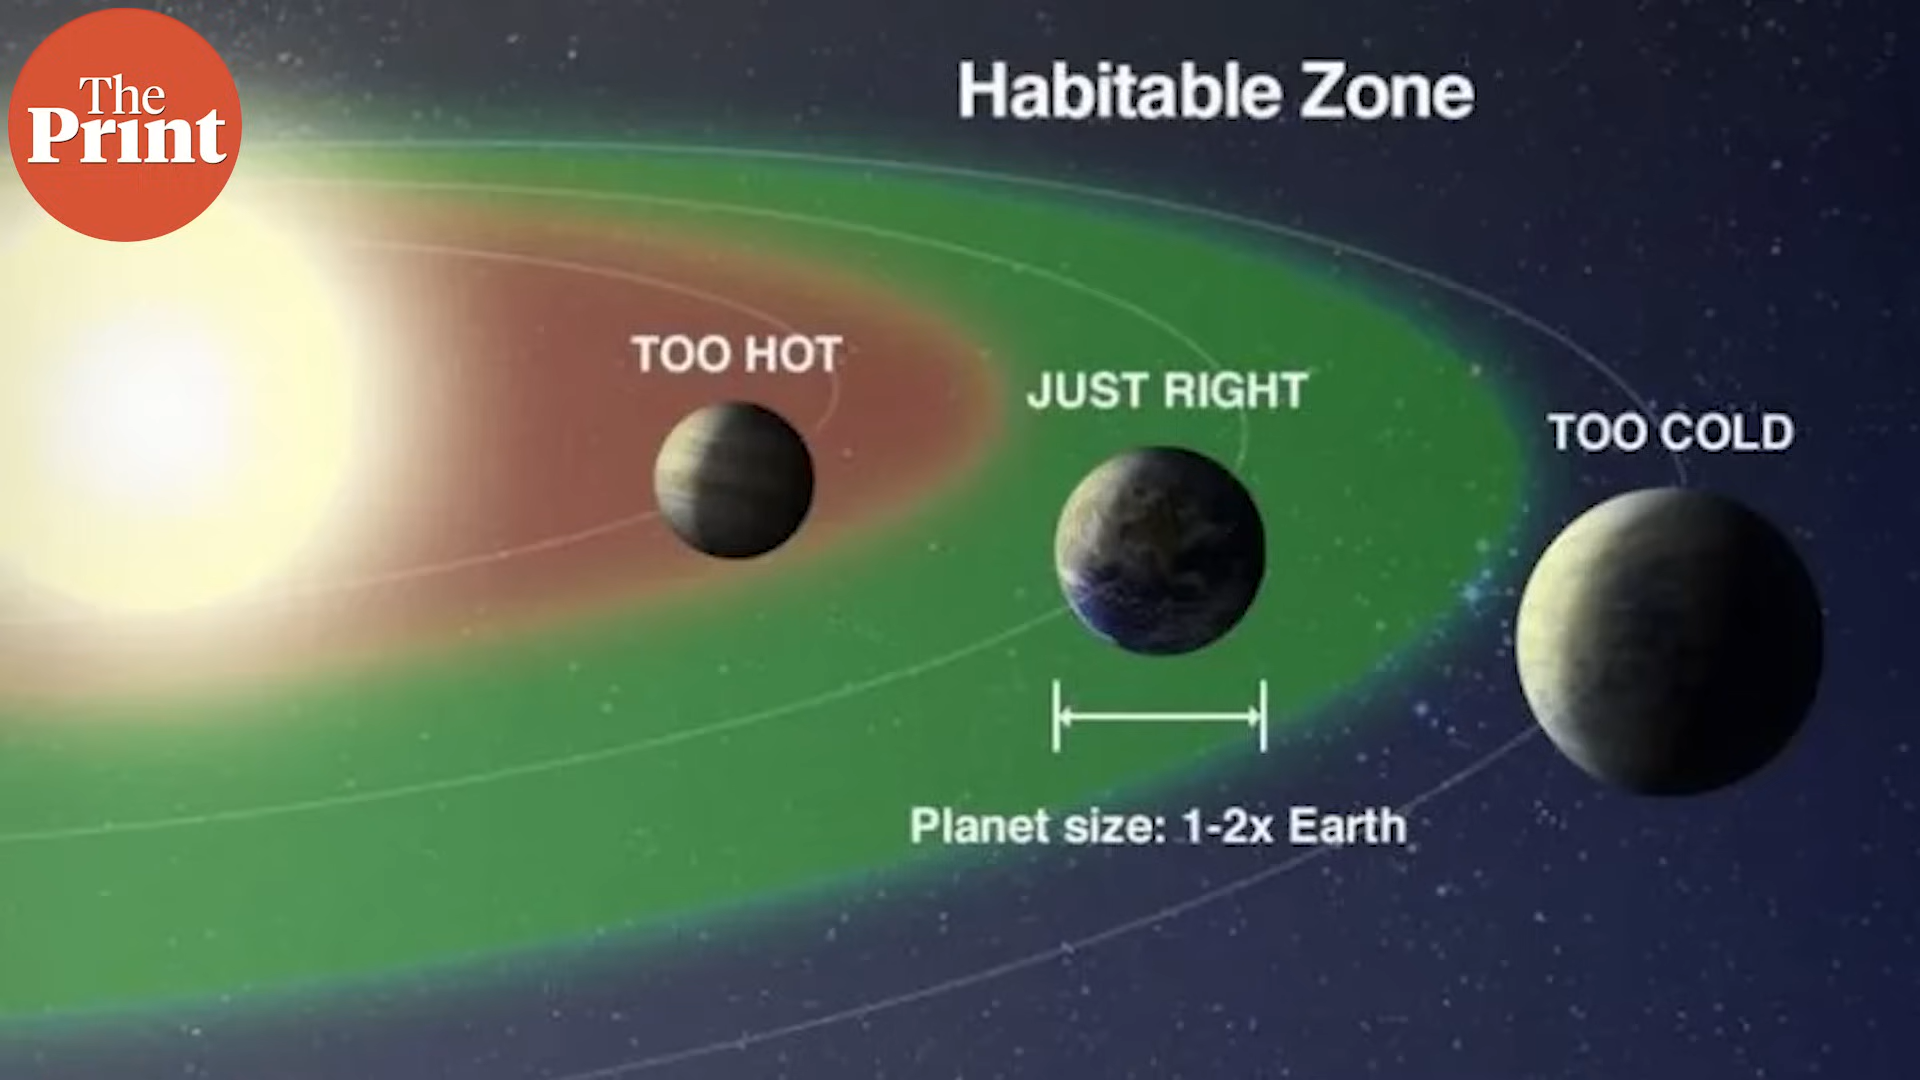 The
Print
Habitable Zone
TOO HOT
JUST RIGHT
TOO COLD
Planet size: 1-2x Earth